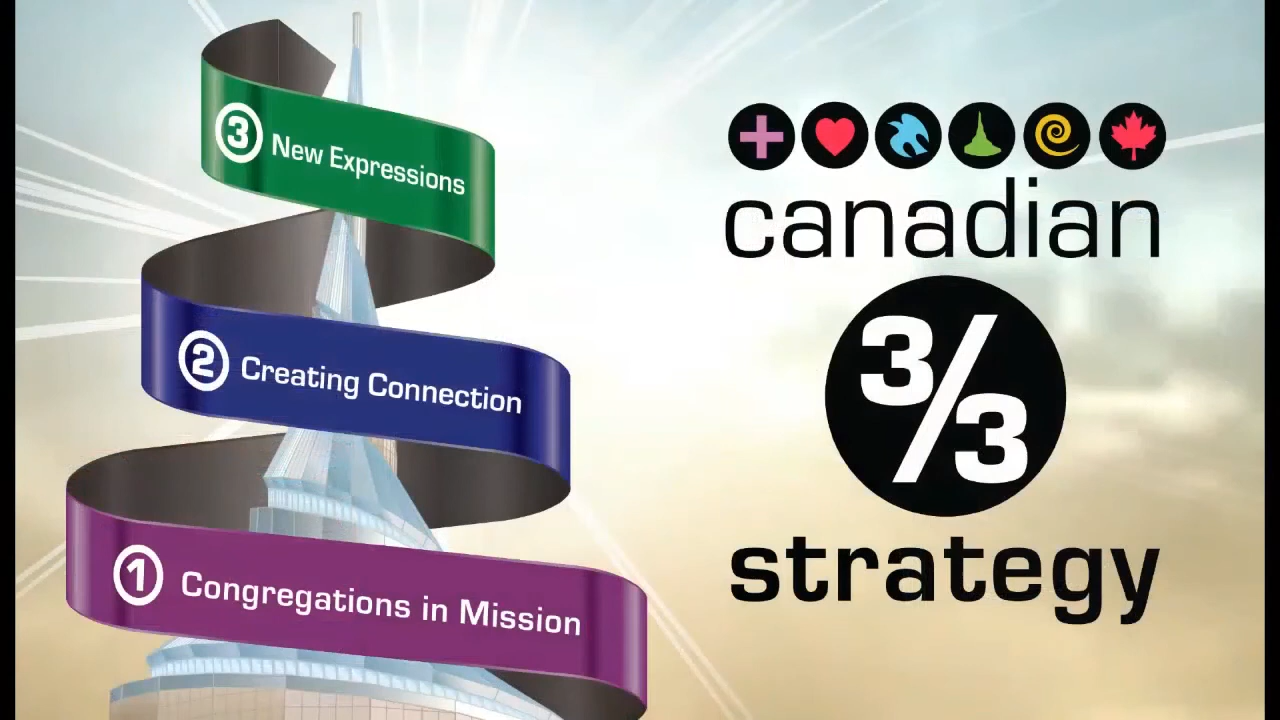 3 New Expressions
2 Creating Connection
1 Congregations in Mission
canadian
3/3
strategy